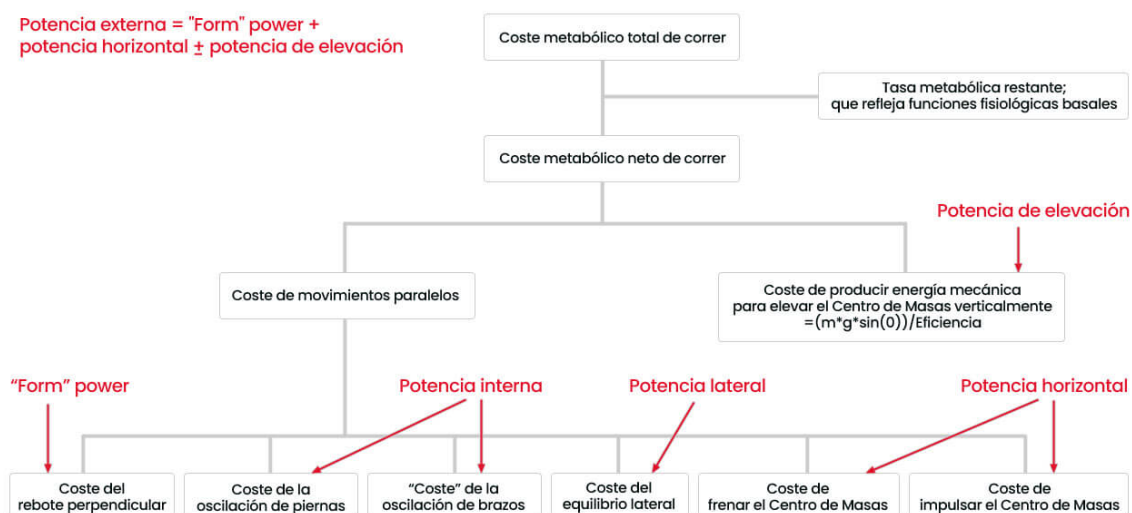 Potencia externa = "Form" power +
potencia horizontal ± potencia de elevación
Coste metabólico total de correr
Tasa metabólica restante;
que refleja funciones fisiológicas basales
Coste metabólico neto de correr
Potencia de elevación
Coste de movimientos paralelos
Coste de producir energía mecánica
para elevar el Centro de Masas verticalmente
=(m*g*sin(0))/Eficiencia
“Form” power
Potencia interna
Potencia lateral
Potencia horizontal
Coste del
rebote perpendicular
Coste de la
oscilación de piernas
“Coste” de la
oscilación de brazos
Coste del
equilibrio lateral
Coste de
frenar el Centro de Masas
Coste de
impulsar el Centro de Masas